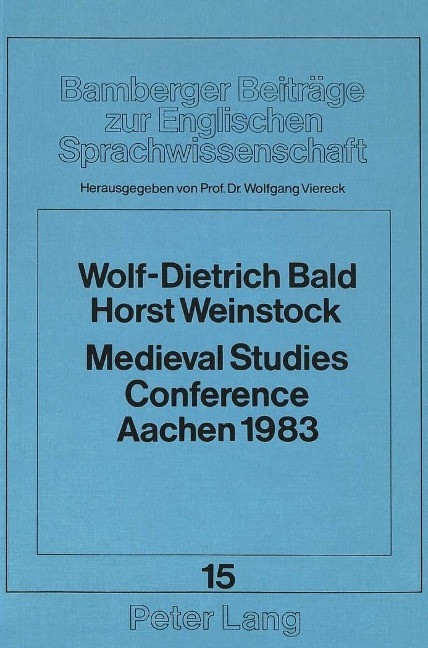 Bamberger Beiträge
zur Englischen
Sprachwissenschaft
Herausgegeben von Prof. Dr. Wolfgang Viereck
Wolf-Dietrich Bald
Horst Weinstock
Medieval Studies
Conference
Aachen 1983
15
Peter Lang